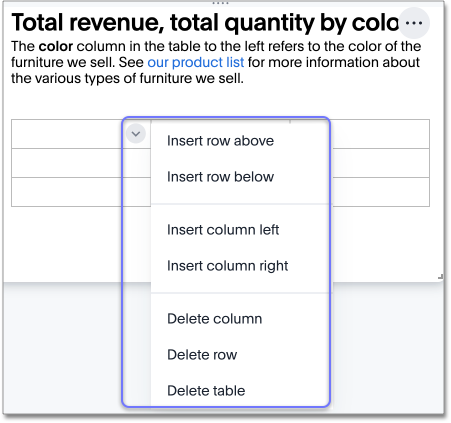 Total revenue, total quantity by colo
The color column in the table to the left refers to the color of the
furniture we sell. See our product list for more information about
the various types of furniture we sell.
Insert row above
Insert row below
Insert column left
Insert column right
Delete column
Delete row
Delete table